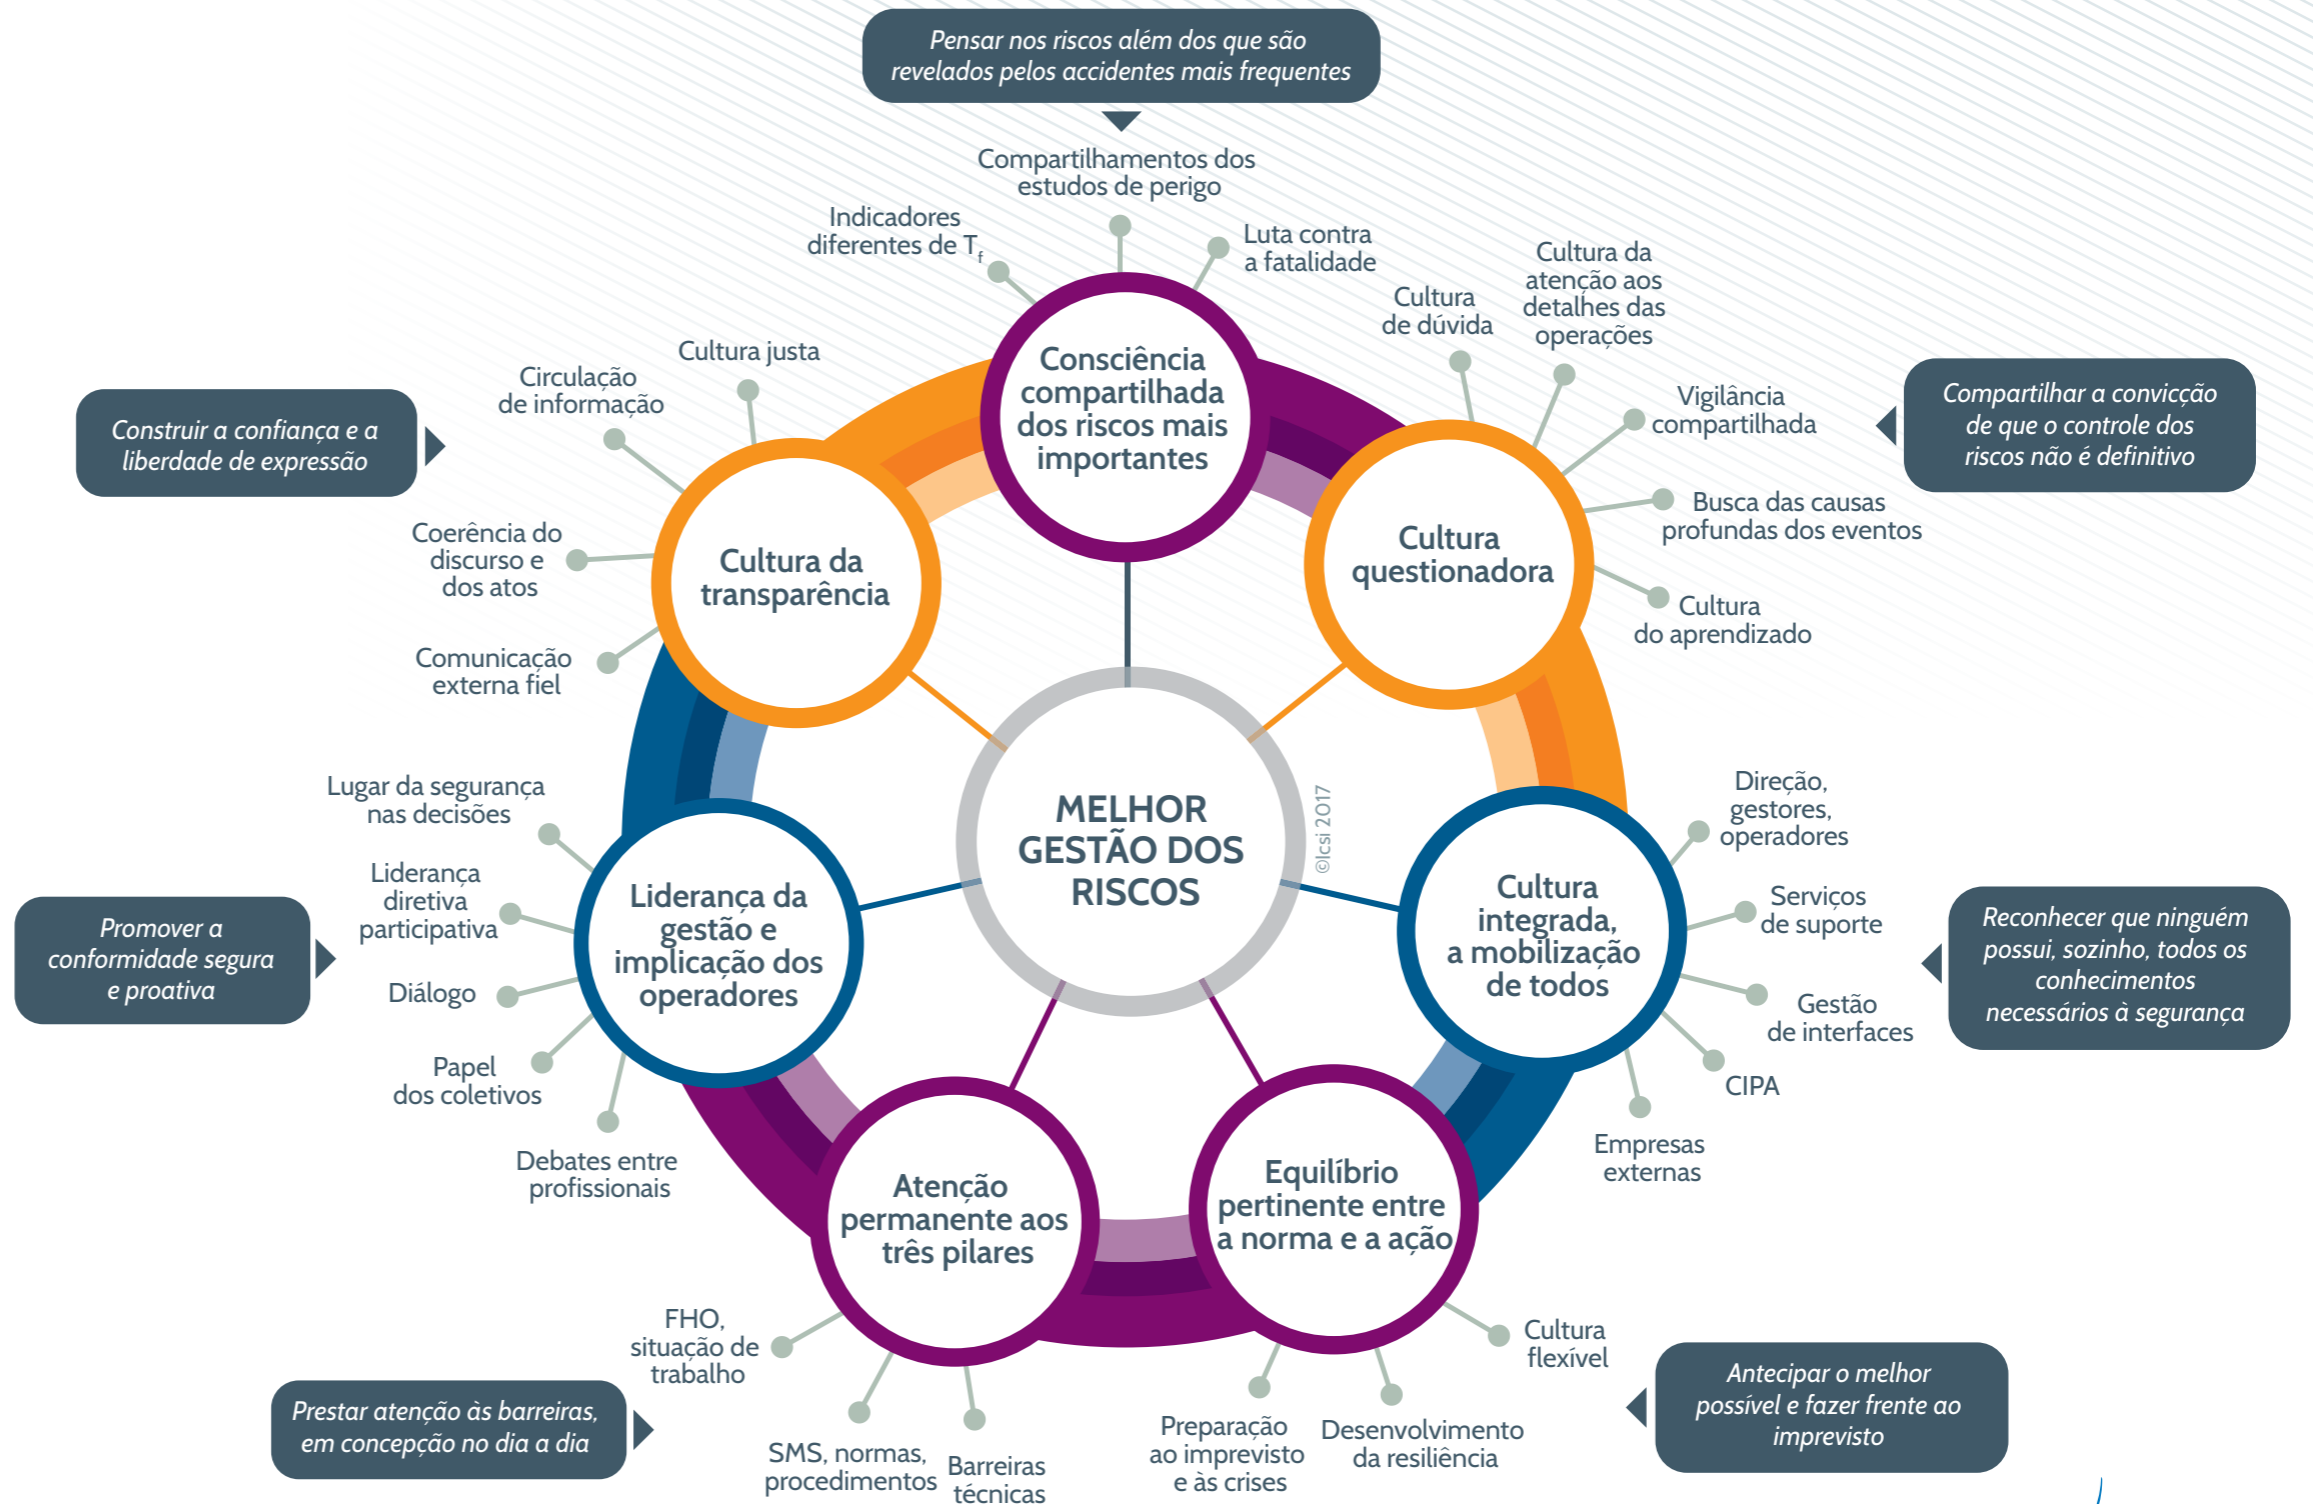 Pensar nos riscos além dos que são
revelados pelos accidentes mais frequentes
Compartilhamentos dos
estudos de perigo
Indicadores
diferentes de Tf
Luta contra
a fatalidade
Consciência
compartilhada
dos riscos mais
importantes
Cultura
de dúvida
Cultura da
atenção aos
detalhes das
operações
Vigilância
compartilhada
Busca das causas
profundas dos eventos
Cultura
do aprendizado
Compartilhar a convicção
de que o controle dos
riscos não é definitivo
Cultura
questionadora
Cultura justa
Circulação
de informação
Coerência do
discurso e
dos atos
Comunicação
externa fiel
Construir a confiança e a
liberdade de expressão
Cultura da
transparência
MELHOR
GESTÃO DOS
RISCOS
©Icsi 2017
Lugar da segurança
nas decisões
Liderança
diretiva
participativa
Diálogo
Papel
dos coletivos
Debates entre
profissionais
Promover a
conformidade segura
e proativa
Liderança da
gestão e
implicação dos
operadores
Direção,
gestores,
operadores
Serviços
de suporte
Gestão
de interfaces
CIPA
Empresas
externas
Reconhecer que ninguém
possui, sozinho, todos os
conhecimentos
necessários à segurança
Cultura
integrada,
a mobilização
de todos
Atenção
permanente aos
três pilares
FHO,
situação de
trabalho
SMS, normas,
procedimentos
Barreiras
técnicas
Prestar atenção às barreiras,
em concepção no dia a dia
Equilíbrio
pertinente entre
a norma e a ação
Preparação
ao imprevisto
e às crises
Desenvolvimento
da resiliência
Cultura
flexível
Antecipar o melhor
possível e fazer frente ao
imprevisto